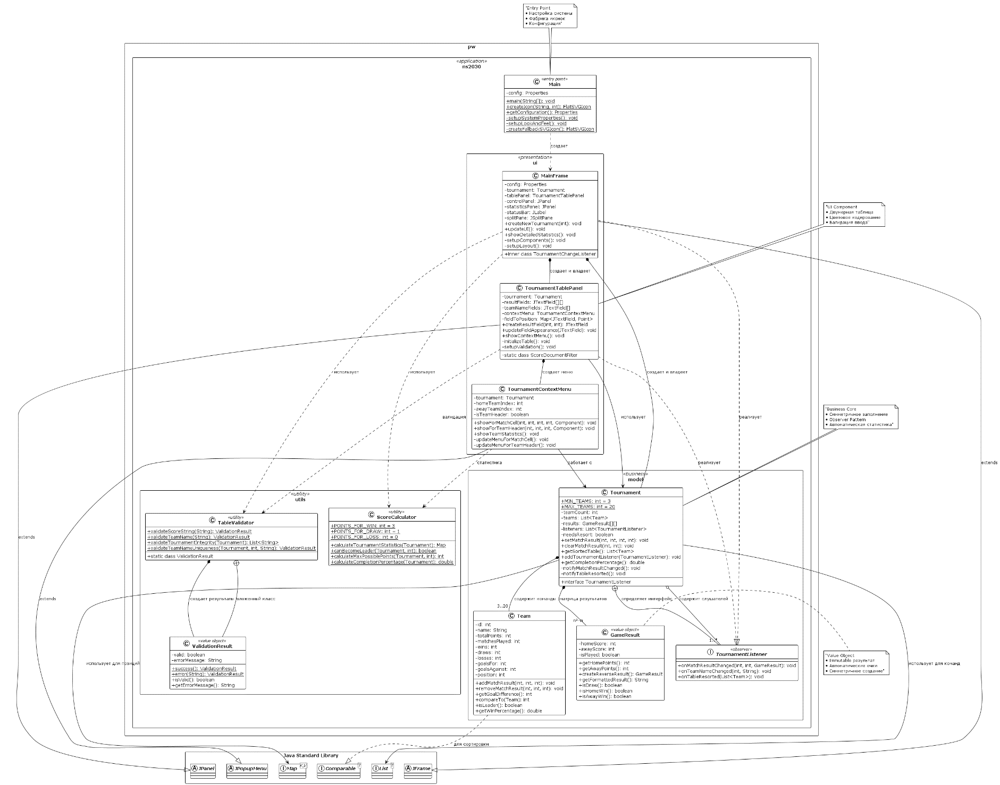 "Entry Point
• Настройка системы
• Фабрика иконок
• Конфигурация"
pw
«application»
ns2030
C «entry point»
Main
-config: Properties
+main(String[]): void
+createIcon(String, int): FlatSVGIcon
+getConfiguration(): Properties
-setupSystemProperties(): void
-setupLookAndFeel(): void
-createFallbackSVGIcon(): FlatSVGIcon
создает
«presentation»
ui
C MainFrame
-config: Properties
-tournament: Tournament
-tablePanel: TournamentTablePanel
-controlPanel: JPanel
-statisticsPanel: JPanel
-statusBar: JLabel
-splitPane: JSplitPane
+createNewTournament(int): void
+updateUI(): void
+showDetailedStatistics(): void
-setupComponents(): void
-setupLayout(): void
+inner class TournamentChangeListener
"UI Component
• Двумерная таблица
• Цветовое кодирование
• Валидация ввода"
создает и владеет
C TournamentTablePanel
-tournament: Tournament
-resultFields: JTextField[][]
-teamNameFields: JTextField[]
-contextMenu: TournamentContextMenu
-fieldToPosition: Map<JTextField, Point>
+createResultField(int, int): JTextField
+updateFieldAppearance(JTextField): void
+showContextMenu(): void
-initializeTable(): void
-setupValidation(): void
-static class ScoreDocumentFilter
использует
использует
создает меню
создает и владеет
C TournamentContextMenu
-tournament: Tournament
-homeTeamIndex: int
-awayTeamIndex: int
-isTeamHeader: boolean
+showForMatchCell(int, int, int, int, Component): void
+showForTeamHeader(int, int, int, Component): void
+showTeamStatistics(): void
-updateMenuForMatchCell(): void
-updateMenuForTeamHeader(): void
валидация
использует
реализует
"Business Core
• Симметричное заполнение
• Observer Pattern
• Автоматическая статистика"
статистика
работает с
реализует
extends
«utility»
utils
«business»
model
C Tournament
+MIN_TEAMS: int = 3
+MAX_TEAMS: int = 20
-teamCount: int
-teams: List<Team>
-results: GameResult[][]
-listeners: List<TournamentListener>
-needsResort: boolean
+setMatchResult(int, int, int, int): void
+clearMatchResult(int, int): void
+getSortedTable(): List<Team>
+addTournamentListener(TournamentListener): void
+getCompletionPercentage(): double
-notifyMatchResultChanged(): void
-notifyTableResorted(): void
+interface TournamentListener
C «utility»
TableValidator
+validateScoreString(String): ValidationResult
+validateTeamName(String): ValidationResult
+validateTournamentIntegrity(Tournament): List<String>
+validateTeamNameUniqueness(Tournament, int, String): ValidationResult
+static class ValidationResult
C «utility»
ScoreCalculator
+POINTS_FOR_WIN: int = 3
+POINTS_FOR_DRAW: int = 1
+POINTS_FOR_LOSS: int = 0
+calculateTournamentStatistics(Tournament): Map
+canBecomeLeader(Tournament, int): boolean
+calculateMaxPossiblePoints(Tournament, int): int
+calculateCompletionPercentage(Tournament): double
extends
extends
создает результаты
вложенный класс
содержит команды
матрица результатов
определяет интерфейс
содержит слушателей
3..20
n²-n
1..*
C Team
-id: int
-name: String
-totalPoints: int
-matchesPlayed: int
-wins: int
-draws: int
-losses: int
-goalsFor: int
-goalsAgainst: int
-position: int
+addMatchResult(int, int, int): void
+removeMatchResult(int, int, int): void
+getGoalDifference(): int
+compareTo(Team): int
+isLeader(): boolean
+getWinPercentage(): double
C «value object»
GameResult
-homeScore: int
-awayScore: int
-isPlayed: boolean
+getHomePoints(): int
+getAwayPoints(): int
+createReverseResult(): GameResult
+getFormattedResult(): String
+isDraw(): boolean
+isHomeWin(): boolean
+isAwayWin(): boolean
I «observer»
TournamentListener
+onMatchResultChanged(int, int, GameResult): void
+onTeamNameChanged(int, String): void
+onTableResorted(List<Team>): void
"Value Object
• Immutable результат
• Автоматические очки
• Симметричное создание"
C «value object»
ValidationResult
-valid: boolean
-errorMessage: String
+success(): ValidationResult
+error(String): ValidationResult
+isValid(): boolean
+getErrorMessage(): String
использует для позиций
использует для команд
для сортировки
Java Standard Library
A JPanel
A JPopupMenu
I Map K,V
I Comparable T
I List T
A JFrame